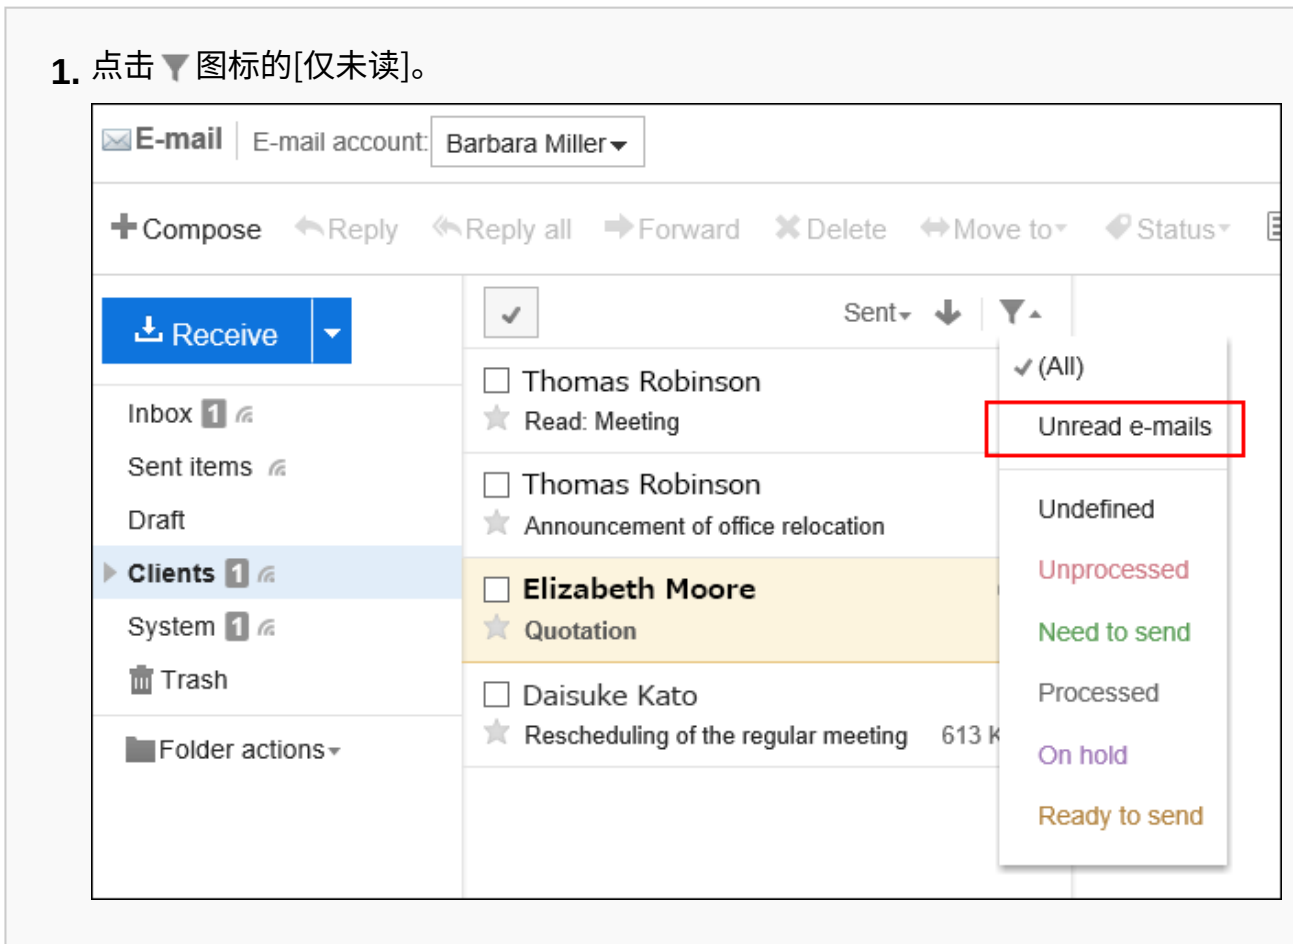 1. 点击 图标的[仅未读]。
E-mail E-mail account: Barbara Miller
Compose Reply Reply all Forward Delete Move to Status
Receive
Sent
(All)
Unread e-mails
Undefined
Unprocessed
Need to send
Processed
On hold
Ready to send
Inbox 1
Sent items
Draft
Clients 1
System 1
Trash
Folder actions
Thomas Robinson
Read: Meeting
Thomas Robinson
Announcement of office relocation
Elizabeth Moore
Quotation
Daisuke Kato
Rescheduling of the regular meeting 613 K